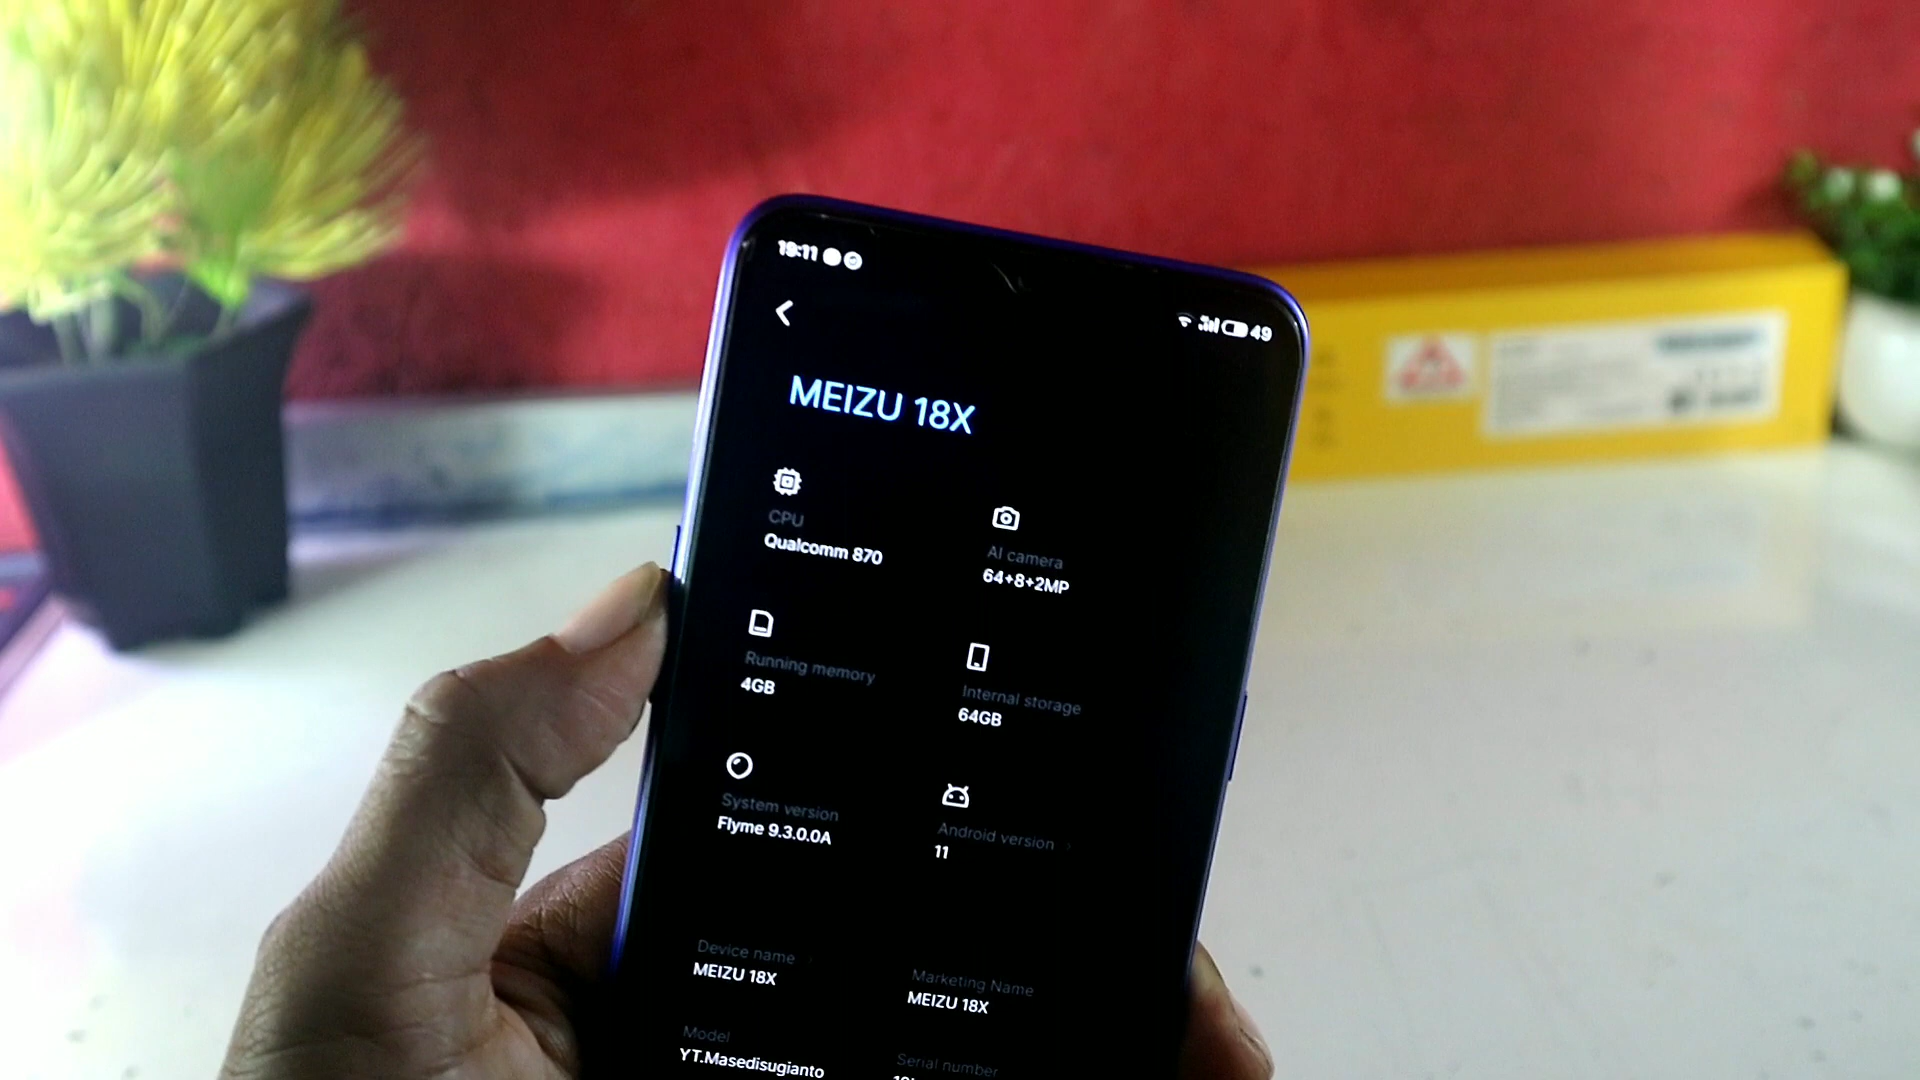 19:11
49
MEIZU 18X
CPU
Qualcomm 870
AI camera
64+8+2MP
Running memory
4GB
Internal storage
64GB
System version
Flyme 9.3.0.0A
Android version
11
Device name
MEIZU 18X
Marketing Name
MEIZU 18X
Model
YT.Masedisugianto
Serial number